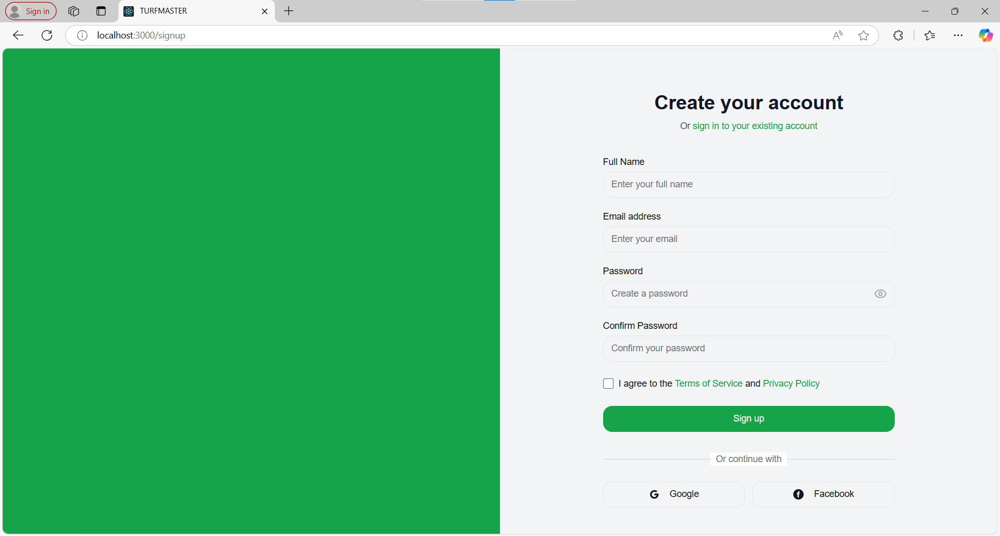 Sign in
TURFMASTER
localhost:3000/signup
Create your account
Or sign in to your existing account
Full Name
Enter your full name
Email address
Enter your email
Password
Create a password
Confirm Password
Confirm your password
I agree to the Terms of Service and Privacy Policy
Sign up
Or continue with
Google
Facebook